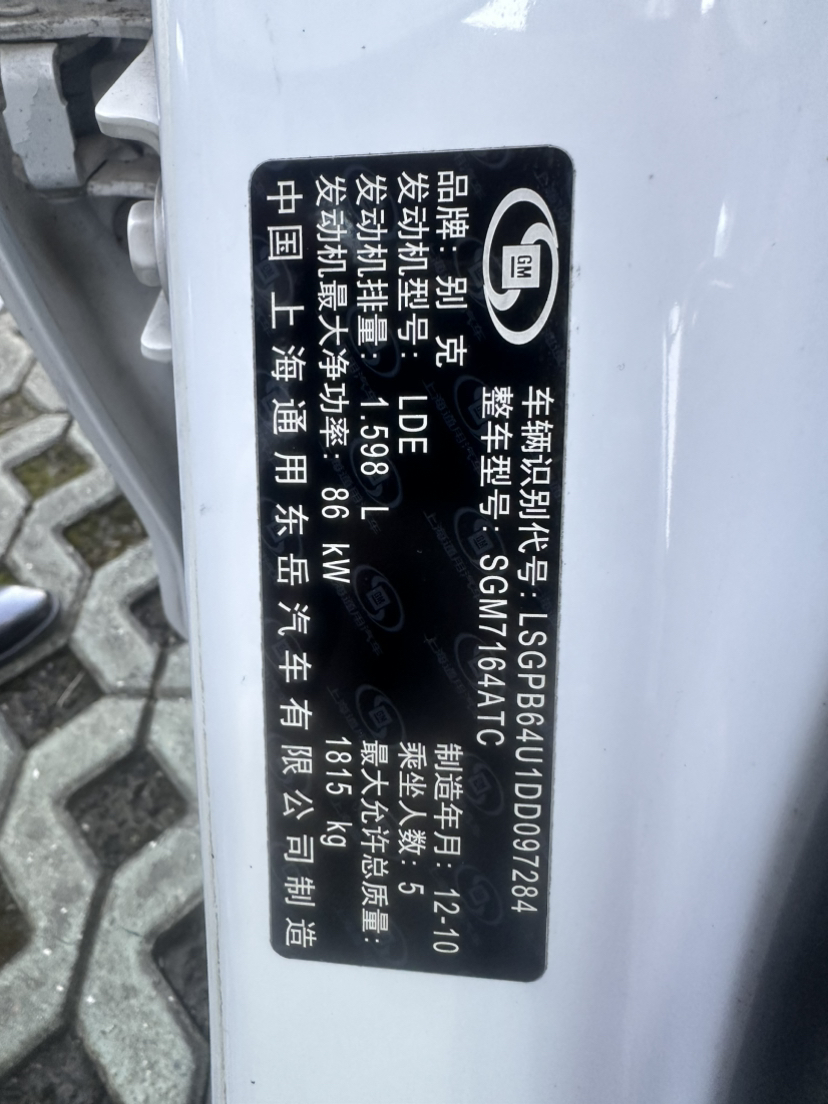 GM
车辆识别代号: LSGPB64U1DD097284
整车型号: SGM7164ATC
品牌: 别克
制造年月: 12-10
发动机型号: LDE
乘坐人数: 5
发动机排量: 1.598 L
最大允许总质量:
发动机最大净功率: 86 kW
1815 kg
中国 上海通用东岳汽车有限公司制造